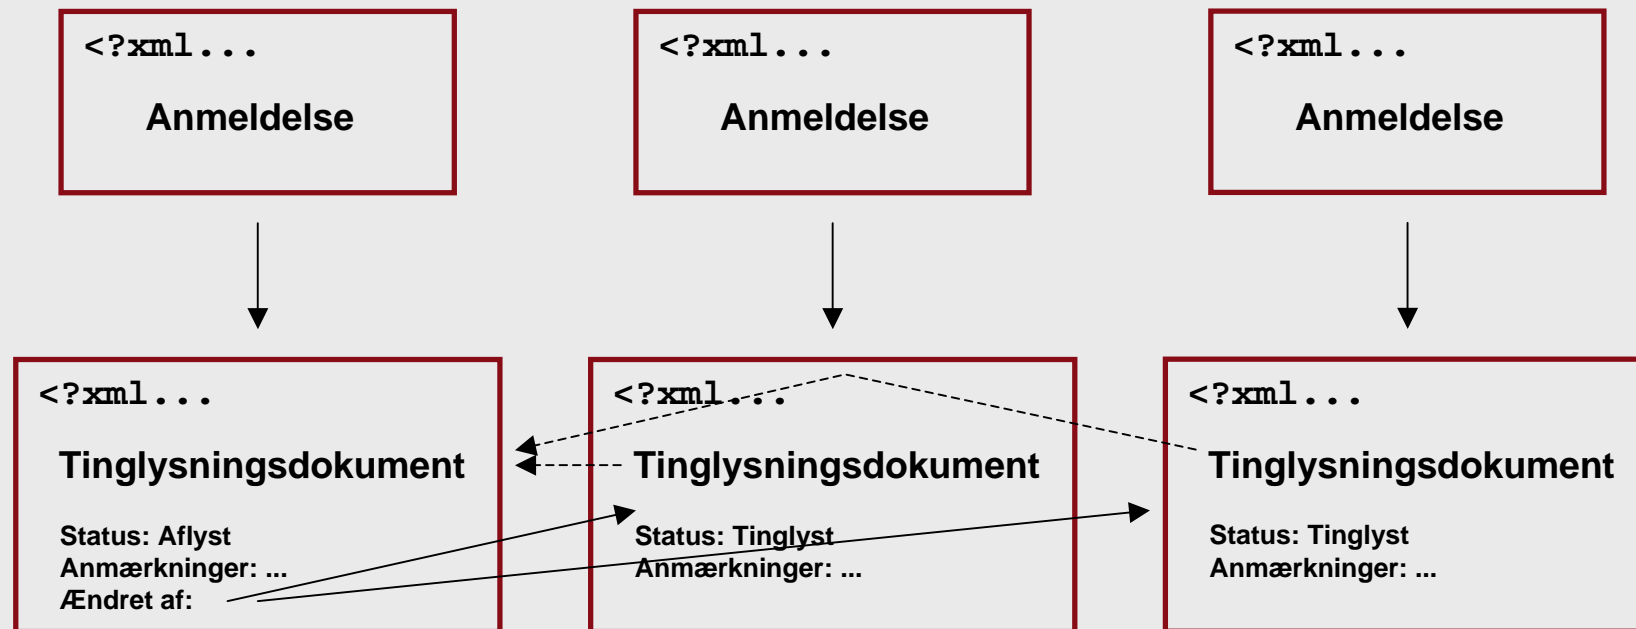 <?xml...
Anmeldelse
<?xml...
Anmeldelse
<?xml...
Anmeldelse
<?xml...
Tinglysningsdokument
Status: Aflyst
Anmærkninger: ...
Ændret af:
<?xml...
Tinglysningsdokument
Status: Tinglyst
Anmærkninger: ...
<?xml...
Tinglysningsdokument
Status: Tinglyst
Anmærkninger: ...